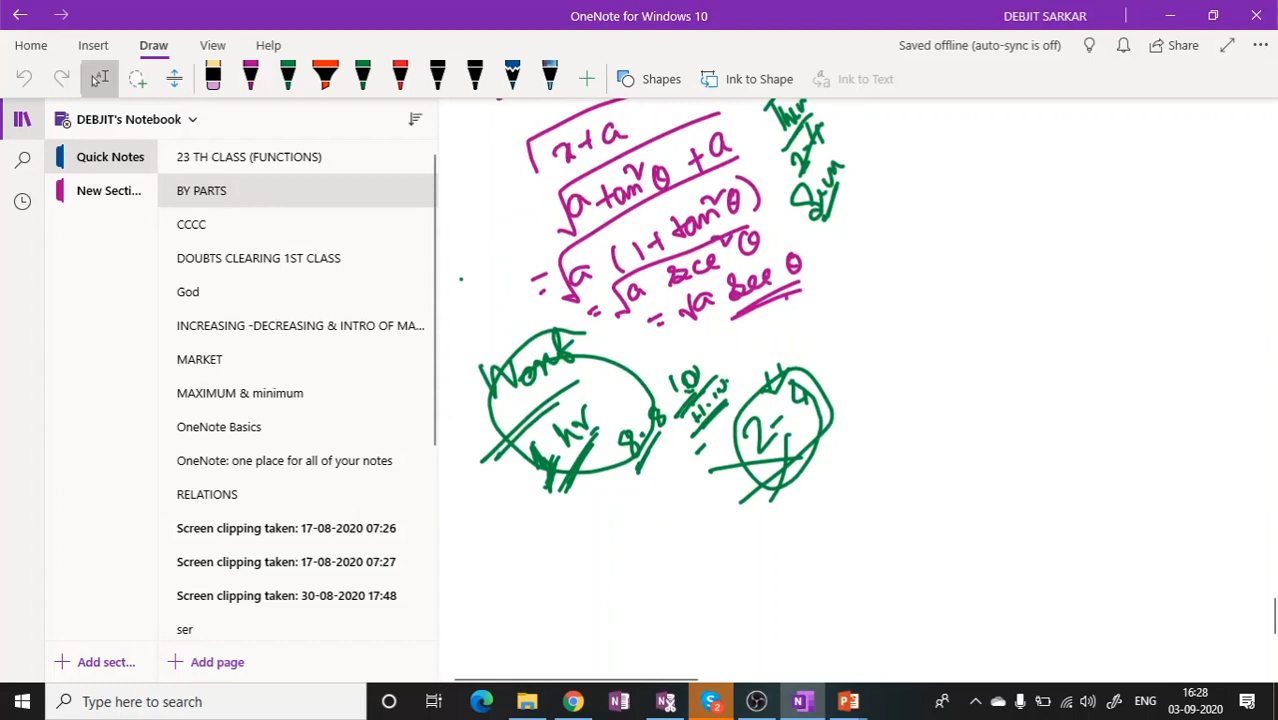 OneNote for Windows 10
DEBJIT SARKAR
Home Insert Draw View Help
Saved offline (auto-sync is off)
Share
Shapes
Ink to Shape
Ink to Text
DEBJIT's Notebook
Quick Notes
New Secti...
23 TH CLASS (FUNCTIONS)
BY PARTS
CCCC
DOUBTS CLEARING 1ST CLASS
God
INCREASING -DECREASING & INTRO OF MA...
MARKET
MAXIMUM & minimum
OneNote Basics
OneNote: one place for all of your notes
RELATIONS
Screen clipping taken: 17-08-2020 07:26
Screen clipping taken: 17-08-2020 07:27
Screen clipping taken: 30-08-2020 17:48
ser
Add sect...
Add page
√x+a
√a tan²θ + a
= √a (1+ tan²θ)
= √a sec²θ
= √a sec θ
Work
hr
Type here to search
2
ENG
16:28
03-09-2020